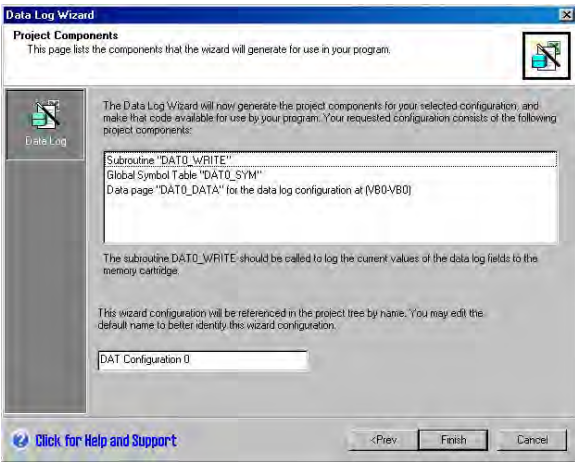 Data Log Wizard
Project Components
This page lists the components that the wizard will generate for use in your program.
Data Log
The Data Log Wizard will now generate the project components for your selected configuration, and
make that code available for use by your program. Your requested configuration consists of the following
project components:
Subroutine "DAT0_WRITE"
Global Symbol Table "DAT0_SYM"
Data page "DAT0_DATA" for the data log configuration at (VB0-VB0)
The subroutine DAT0_WRITE should be called to log the current values of the data log fields to the
memory cartridge.
This wizard configuration will be referenced in the project tree by name. You may edit the
default name to better identify this wizard configuration.
DAT Configuration 0
Click for Help and Support
<Prev
Finish
Cancel